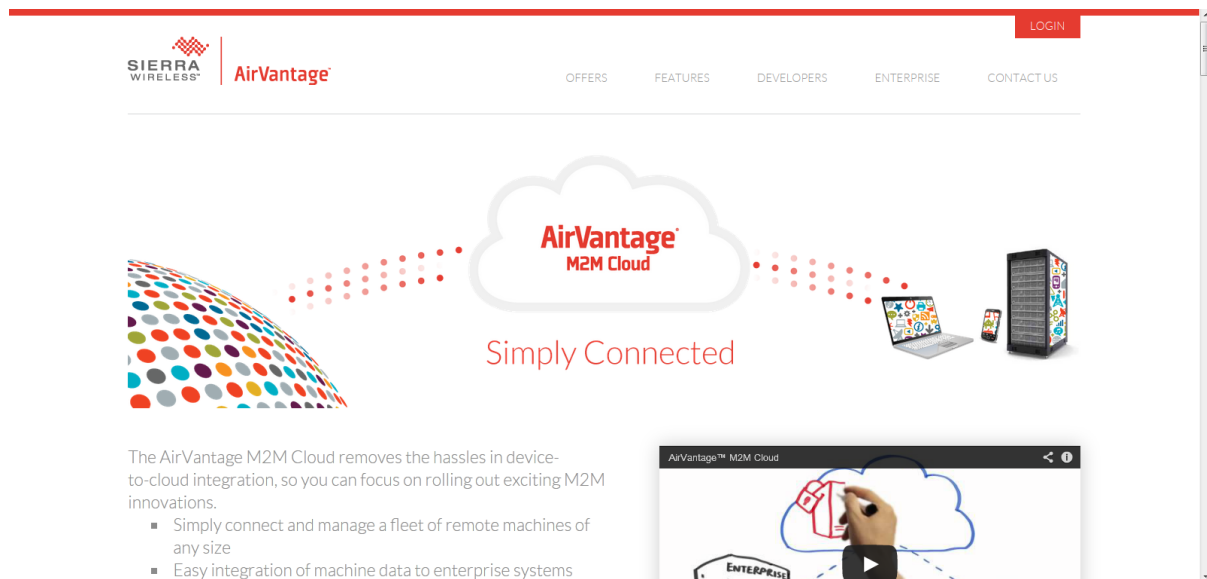 LOGIN
SIERRA
WIRELESS™
AirVantage™
OFFERS FEATURES DEVELOPERS ENTERPRISE CONTACT US
AirVantage™
M2M Cloud
Simply Connected
The AirVantage M2M Cloud removes the hassles in device-
to-cloud integration, so you can focus on rolling out exciting M2M
innovations.
Simply connect and manage a fleet of remote machines of
any size
Easy integration of machine data to enterprise systems
AirVantage™ M2M Cloud
ENTERPRISE